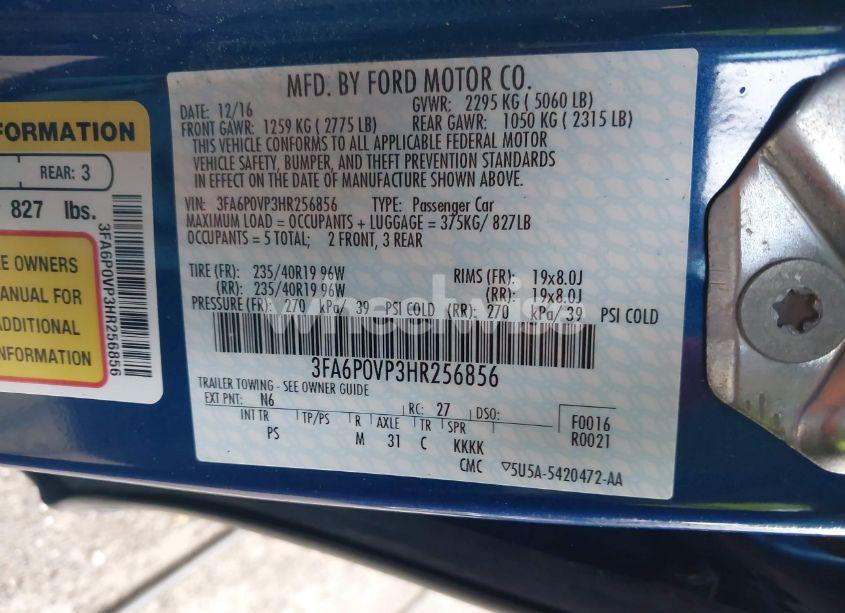 MFD. BY FORD MOTOR CO.
DATE: 12/16 GVWR: 2295 KG ( 5060 LB)
FRONT GAWR: 1259 KG ( 2775 LB) REAR GAWR: 1050 KG ( 2315 LB)
THIS VEHICLE CONFORMS TO ALL APPLICABLE FEDERAL MOTOR
VEHICLE SAFETY, BUMPER, AND THEFT PREVENTION STANDARDS
IN EFFECT ON THE DATE OF MANUFACTURE SHOWN ABOVE.
VIN: 3FA6P0VP3HR256856 TYPE: Passenger Car
MAXIMUM LOAD = OCCUPANTS + LUGGAGE = 375KG/ 827LB
OCCUPANTS = 5 TOTAL; 2 FRONT, 3 REAR
TIRE (FR): 235/40R19 96W RIMS (FR): 19x8.0J
(RR): 235/40R19 96W (RR): 19x8.0J
PRESSURE (FR): 270 kPa/ 39 PSI COLD (RR): 270 kPa/ 39 PSI COLD
3FA6P0VP3HR256856
TRAILER TOWING - SEE OWNER GUIDE
EXT PNT: N6 RC: 27 DSO:
INT TR TP/PS R AXLE TR SPR F0016
PS M 31 C KKKK R0021
CMC ▽5U5A-5420472-AA
FORMATION
REAR: 3
827 lbs.
E OWNERS
ANUAL FOR
ADDITIONAL
INFORMATION
3FA6P0VP3HR256856
wheelwise